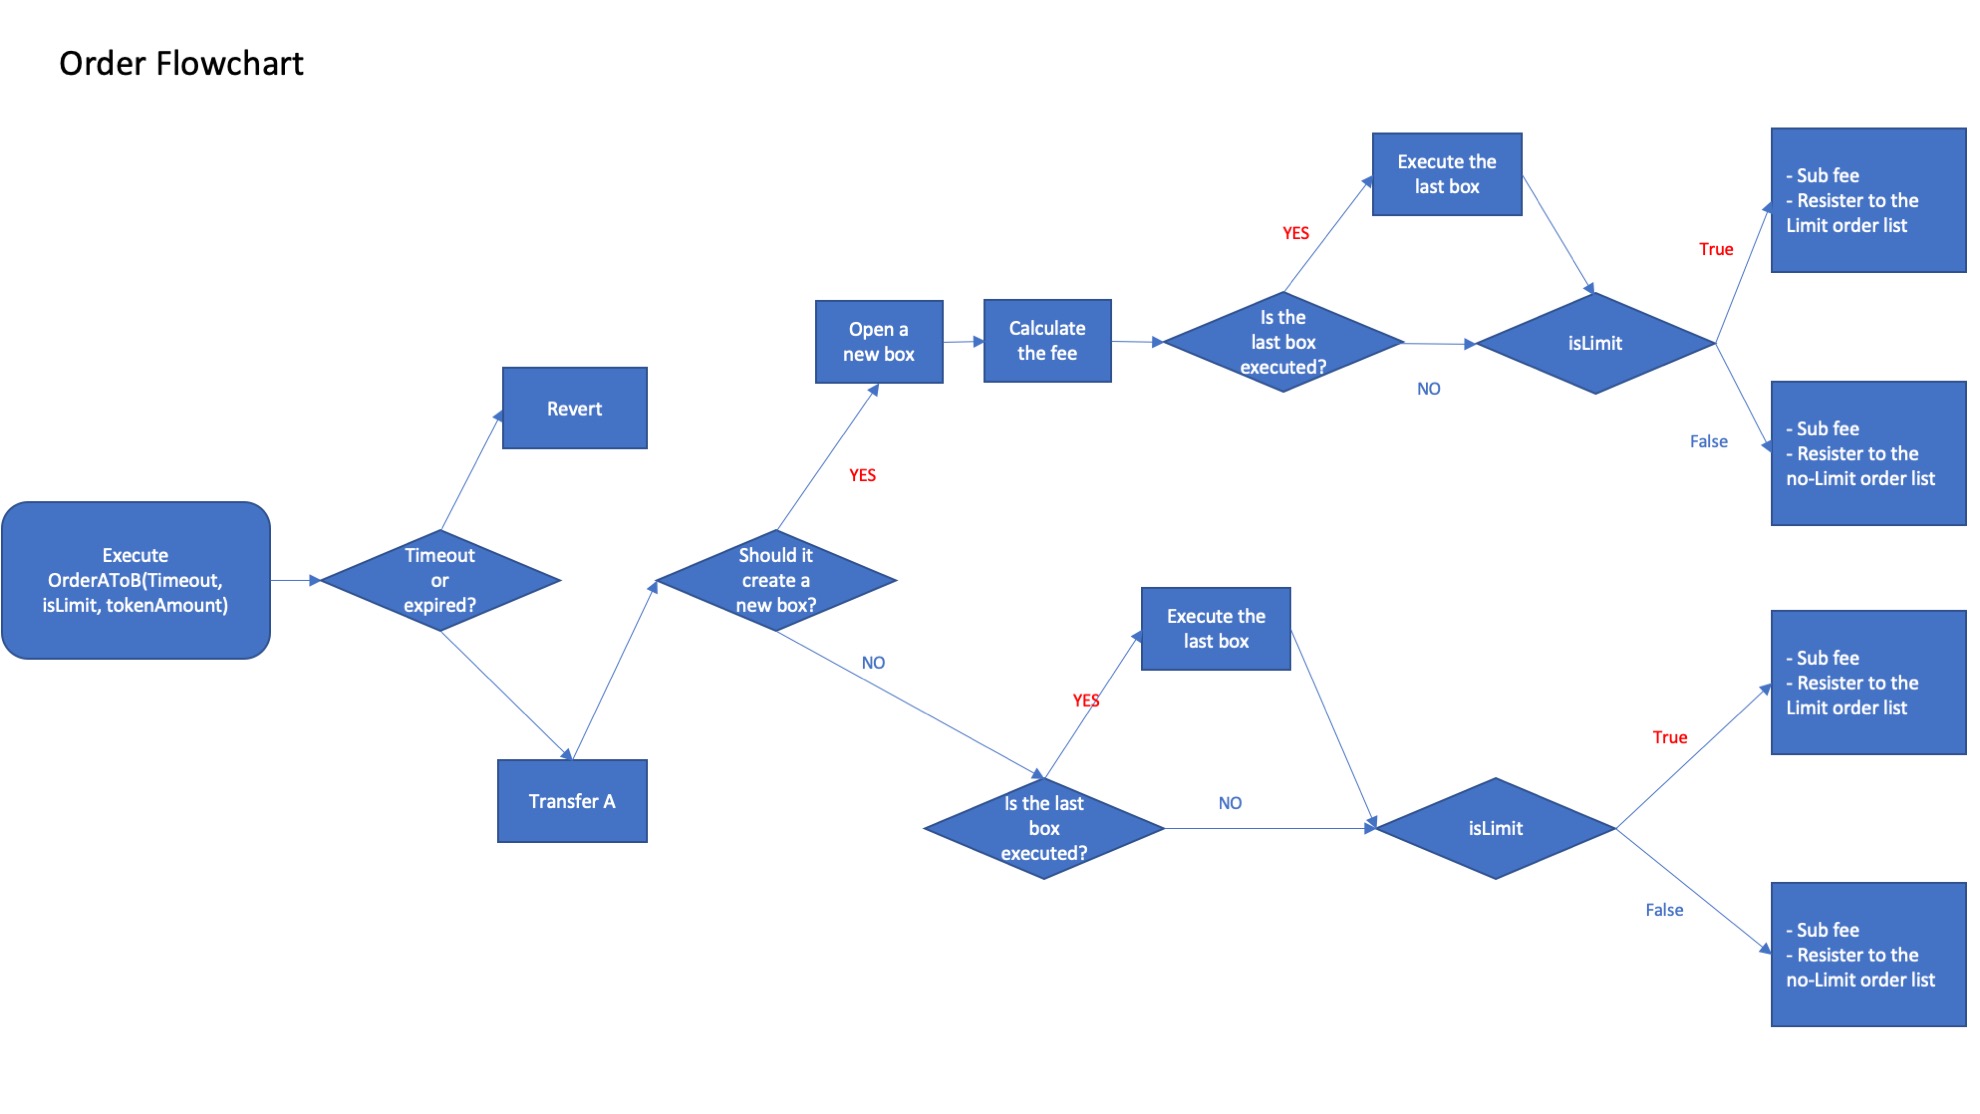 Order Flowchart
Execute
OrderAToB(Timeout,
isLimit, tokenAmount)
Timeout
or
expired?
Revert
Transfer A
Should it
create a
new box?
YES
Open a
new box
Calculate
the fee
Is the
last box
executed?
YES
Execute the
last box
NO
isLimit
True
- Sub fee
- Resister to the
Limit order list
False
- Sub fee
- Resister to the
no-Limit order list
NO
Is the last
box
executed?
YES
Execute the
last box
NO
isLimit
True
- Sub fee
- Resister to the
Limit order list
False
- Sub fee
- Resister to the
no-Limit order list